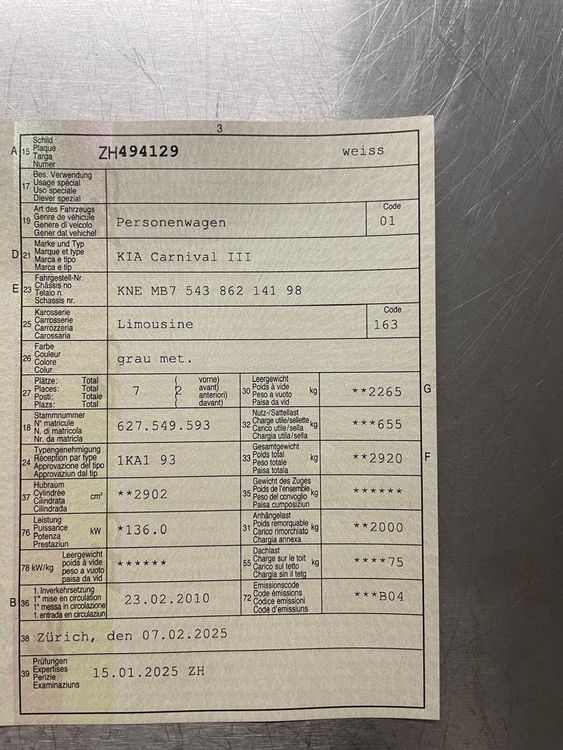 3
A 15 Schild
Plaque
Targa
Numer
ZH494129 weiss
17 Bes. Verwendung
Usage spécial
Uso speciale
Diever spezial
19 Art des Fahrzeugs
Genre de véhicule
Genere di veicolo
Gener dal vehichel
Personenwagen
Code
01
D 21 Marke und Typ
Marque et type
Marca e tipo
Marca e tip
KIA Carnival III
E 23 Fahrgestell-Nr.
Châssis no
Telaio n.
Schassis nr.
KNE MB7 543 862 141 98
25 Karosserie
Carrosserie
Carrozzeria
Carossaria
Limousine
Code
163
26 Farbe
Couleur
Colore
Colur
grau met.
27 Plätze: Total
Places: Total
Posti: Totale
Plazs: Total
7 (2 vorne)
avant)
anteriori)
davant)
30 Leergewicht
Poids à vide
Peso a vuoto
Paisa da vid
kg
**2265
G
18 Stammnummer
N° matricule
N. di matricola
Nr. da matricla
627.549.593
32 Nutz-/Sattellast
Charge utile/sellette
Carico utile/sella
Chargia utila/sella
kg
***655
24 Typengenehmigung
Réception par type
Approvazione del tipo
Approvaziun dal tip
1KA1 93
33 Gesamtgewicht
Poids total
Peso totale
Paisa totala
kg
**2920
F
37 Hubraum
Cylindrée
Cilindrata
Cilindrada
cm³
**2902
35 Gewicht des Zuges
Poids de l'ensemble
Peso del convoglio
Paisa cumposiziun
kg
******
76 Leistung
Puissance
Potenza
Prestaziun
kW
*136.0
31 Anhängelast
Poids remorquable
Carico rimorchiato
Chargia annexa
kg
**2000
78 kW/kg Leergewicht
poids à vide
peso a vuoto
paisa da vid
******
55 Dachlast
Charge sur le toit
Carico sul tetto
Chargia sin il tetg
kg
****75
B 36 1. Inverkehrsetzung
1re mise en circulation
1a messa in circolazione
1. entrada en circulaziun
23.02.2010
72 Emissionscode
Code émissions
Codice emissioni
Code d'emissiuns
***B04
38 Zürich, den 07.02.2025
39 Prüfungen
Expertises
Perizie
Examinaziuns
15.01.2025 ZH